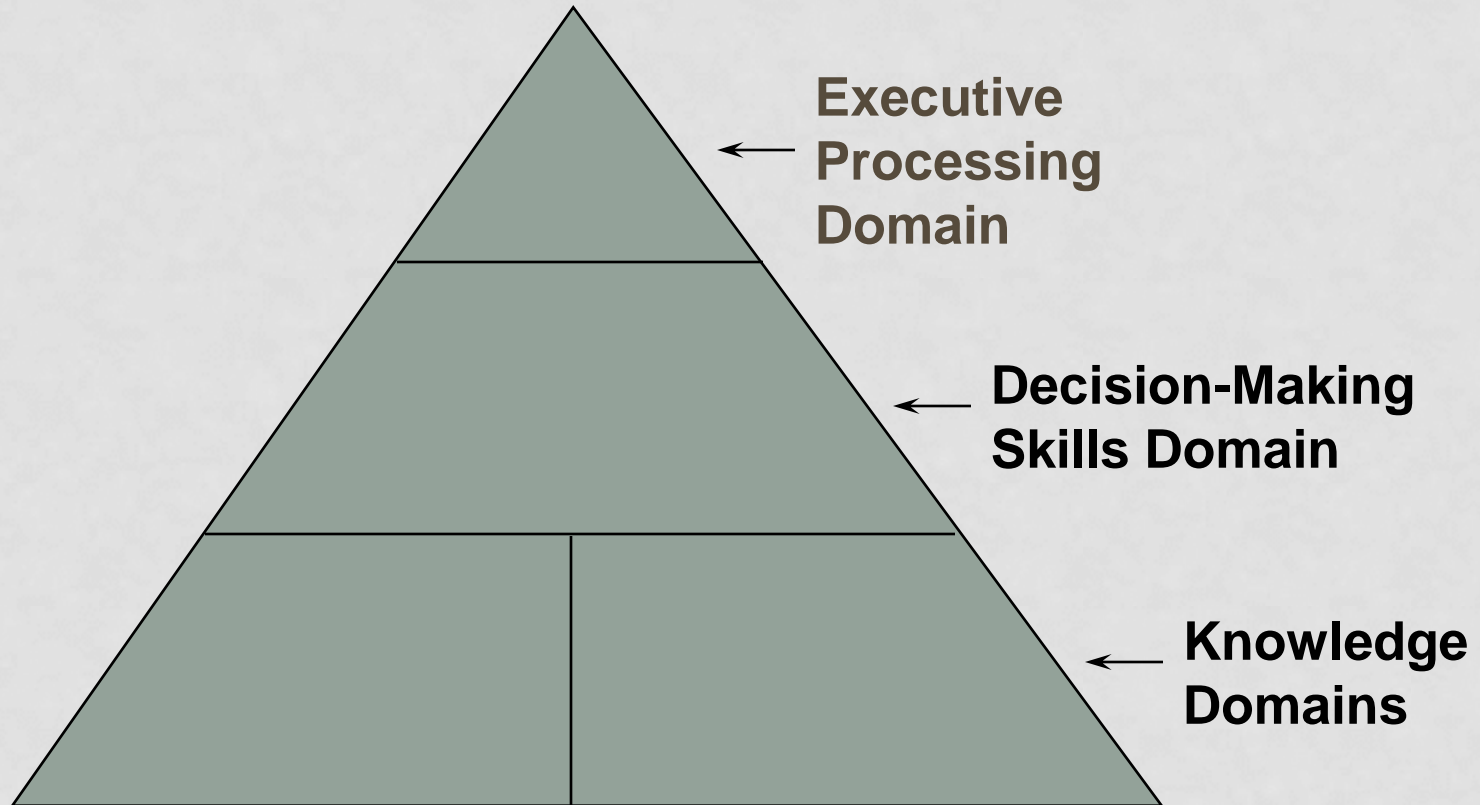 Executive
Processing
Domain
Decision-Making
Skills Domain
Knowledge
Domains